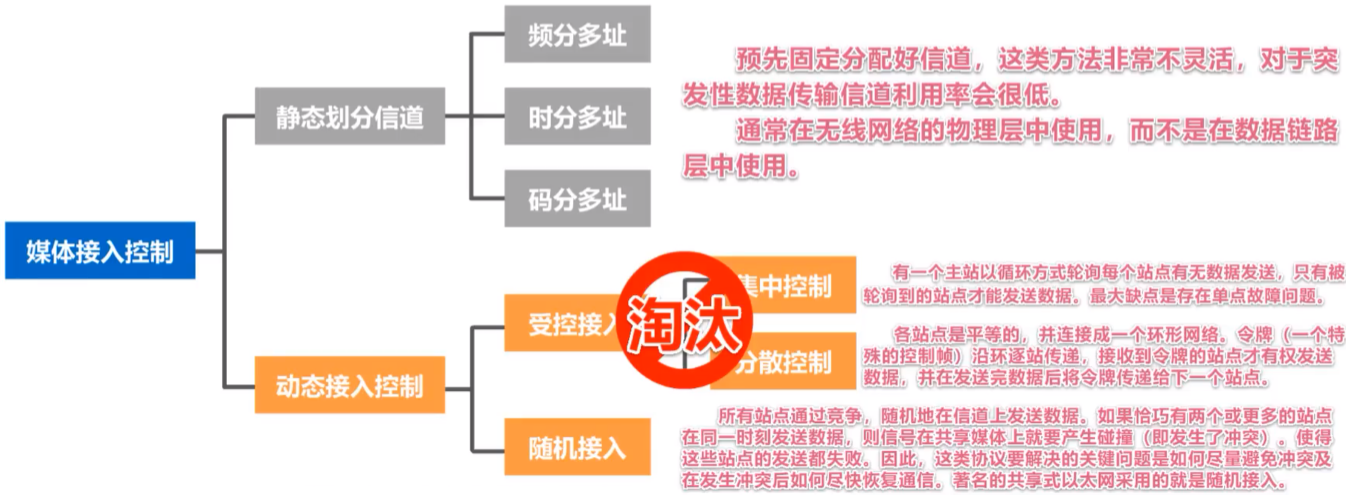 频分多址
预先固定分配好信道，这类方法非常不灵活，对于突
发性数据传输信道利用率会很低。
静态划分信道
时分多址
通常在无线网络的物理层中使用，而不是在数据链路
层中使用。
码分多址
媒体接入控制
集中控制
有一个主站以循环方式轮询每个站点有无数据发送，只有被
轮询到的站点才能发送数据。最大缺点是存在单点故障问题。
受控接入
淘汰
分散控制
各站点是平等的，并连接成一个环形网络。令牌（一个特
殊的控制帧）沿环逐站传递，接收到令牌的站点才有权发送
数据，并在发送完数据后将令牌传递给下一个站点。
动态接入控制
随机接入
所有站点通过竞争，随机地在信道上发送数据。如果恰巧有两个或更多的站点
在同一时刻发送数据，则信号在共享媒体上就要产生碰撞（即发生了冲突）。使得
这些站点的发送都失败。因此，这类协议要解决的关键问题是如何尽量避免冲突及
在发生冲突后如何尽快恢复通信。著名的共享式以太网采用的就是随机接入。